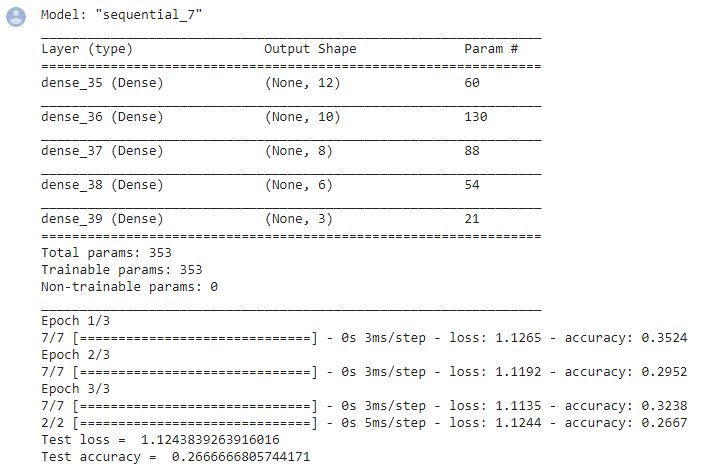 Model: "sequential_7"
_________________________________________________________________
Layer (type)                 Output Shape              Param #
=================================================================
dense_35 (Dense)             (None, 12)                60
_________________________________________________________________
dense_36 (Dense)             (None, 10)                130
_________________________________________________________________
dense_37 (Dense)             (None, 8)                 88
_________________________________________________________________
dense_38 (Dense)             (None, 6)                 54
_________________________________________________________________
dense_39 (Dense)             (None, 3)                 21
=================================================================
Total params: 353
Trainable params: 353
Non-trainable params: 0
_________________________________________________________________
Epoch 1/3
7/7 [==============================] - 0s 3ms/step - loss: 1.1265 - accuracy: 0.3524
Epoch 2/3
7/7 [==============================] - 0s 3ms/step - loss: 1.1192 - accuracy: 0.2952
Epoch 3/3
7/7 [==============================] - 0s 3ms/step - loss: 1.1135 - accuracy: 0.3238
2/2 [==============================] - 0s 5ms/step - loss: 1.1244 - accuracy: 0.2667
Test loss =  1.1243839263916016
Test accuracy =  0.2666666805744171